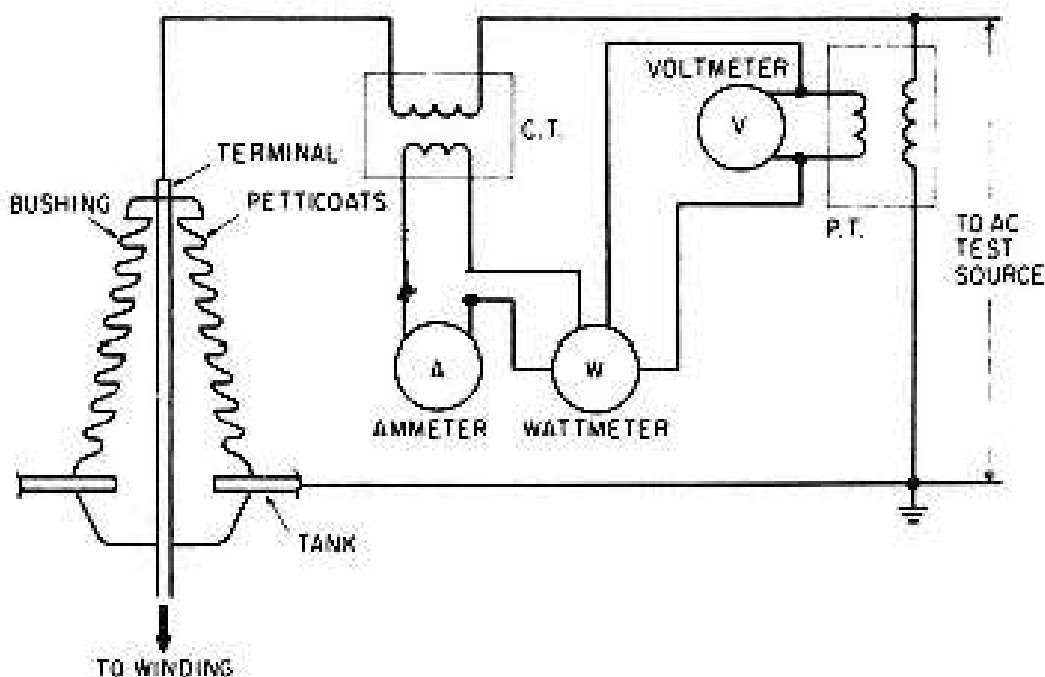 VOLTMETER
V
C.T.
TERMINAL
BUSHING
PETTICOATS
P.T.
TO AC
TEST
SOURCE
A
W
AMMETER
WATTMETER
TANK
TO WINDING